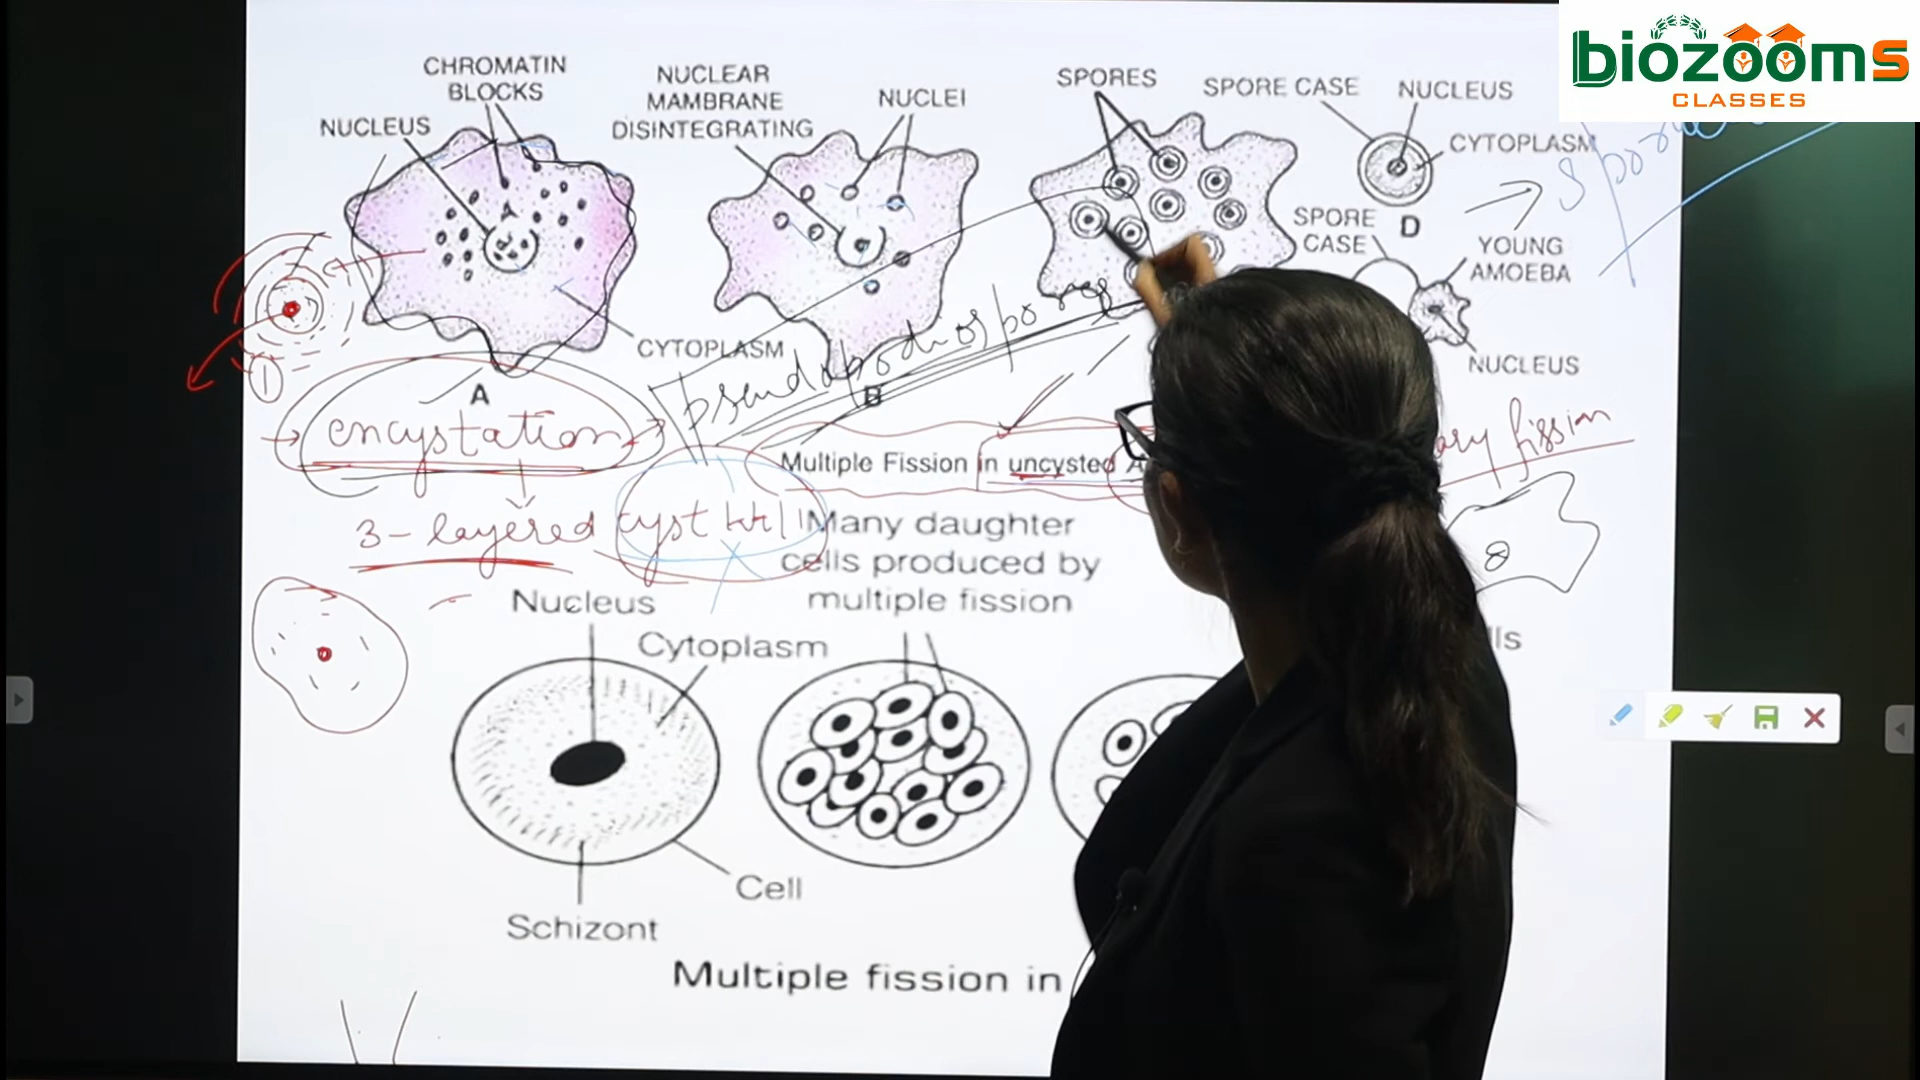 biozooms
CLASSES
CHROMATIN
BLOCKS
NUCLEUS
NUCLEAR
MAMBRANE
DISINTEGRATING
NUCLEI
SPORES
SPORE CASE
NUCLEUS
CYTOPLASM
D
SPORE
CASE
YOUNG
AMOEBA
NUCLEUS
CYTOPLASM
A
B
pseudopodiospores
1
encystation
Multiple Fission in uncysted A
fission
3-layered cyst wall
Many daughter
cells produced by
multiple fission
Nucleus
Cytoplasm
lls
Cell
Schizont
Multiple fission in